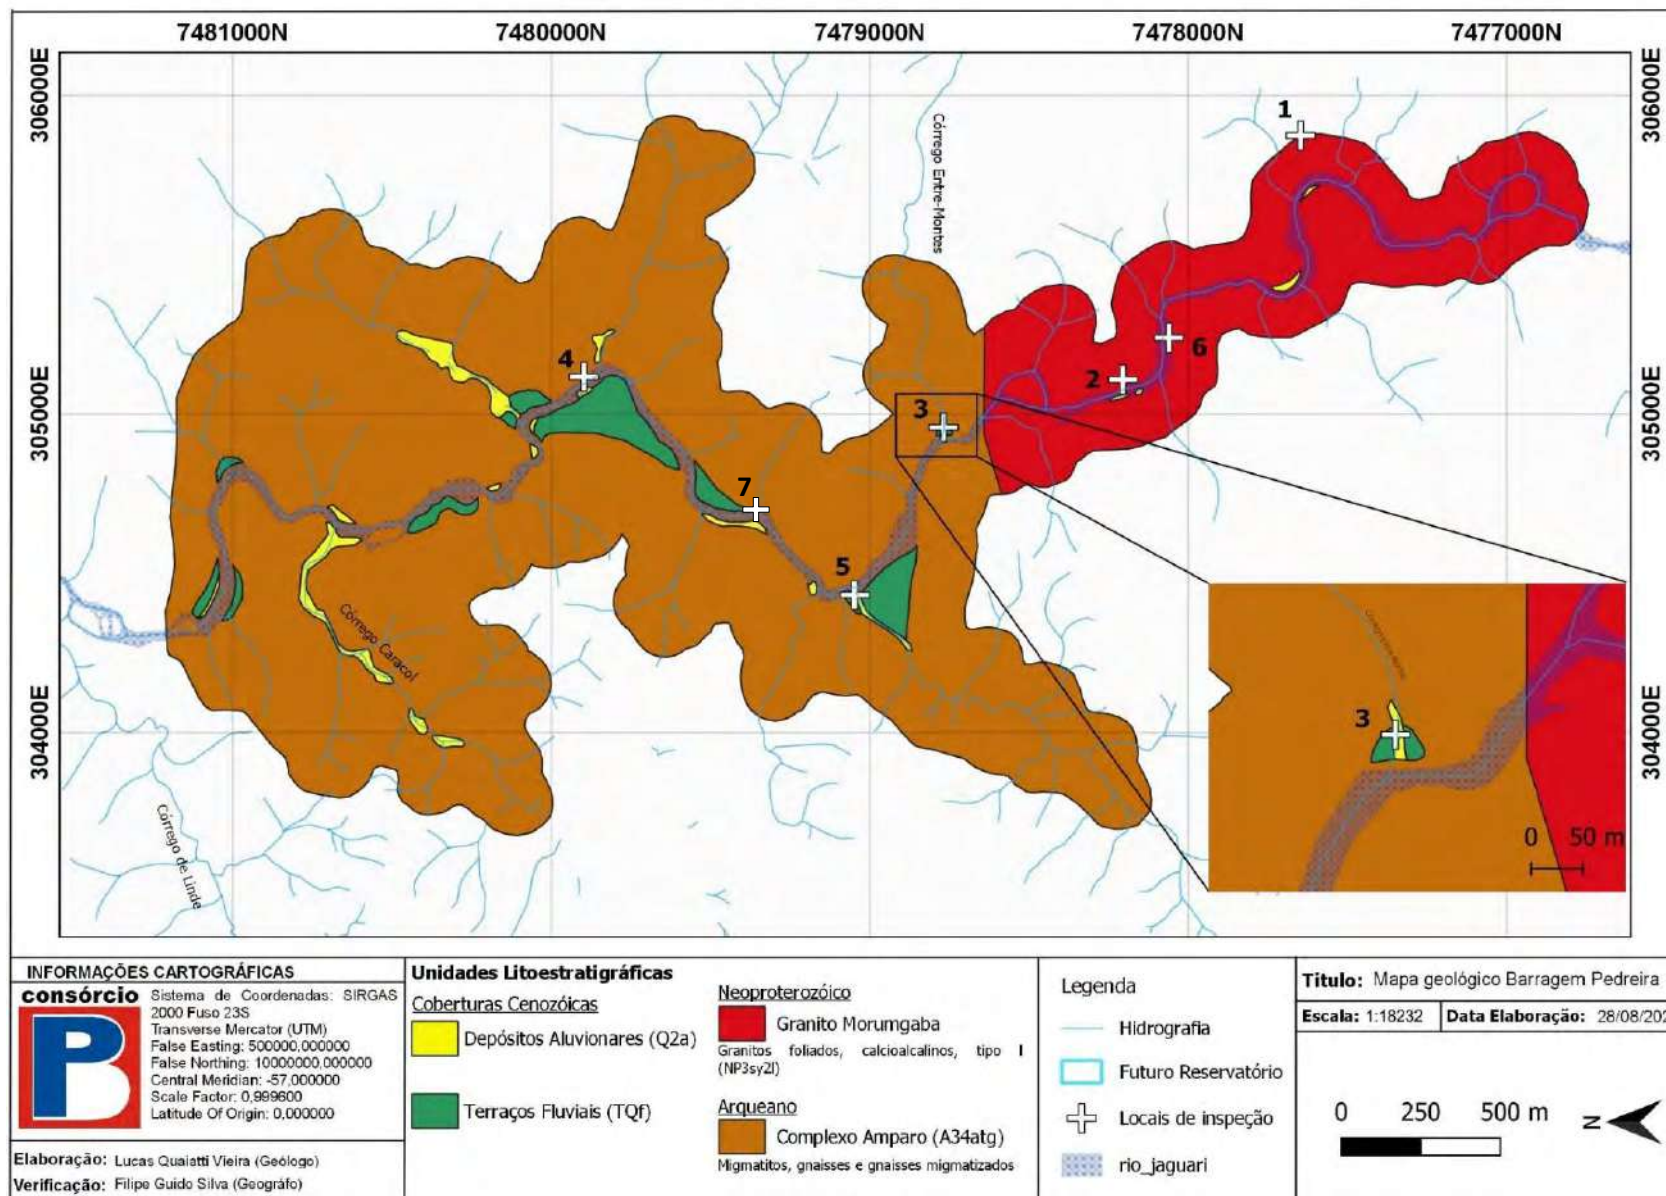 7481000N 7480000N 7479000N 7478000N 7477000N
306000E 306000E
305000E 305000E
304000E 304000E
Córrego Entre-Montes
1
6
2
3
4
7
5
Córrego Caracol
Córrego de Linde
3
0 50 m
INFORMAÇÕES CARTOGRÁFICAS
consórcio
B
Sistema de Coordenadas: SIRGAS
2000 Fuso 23S
Transverse Mercator (UTM)
False Easting: 500000,000000
False Northing: 10000000,000000
Central Meridian: -57,000000
Scale Factor: 0,999600
Latitude Of Origin: 0,000000
Elaboração: Lucas Quaiatti Vieira (Geólogo)
Verificação: Filipe Guido Silva (Geográfo)
Unidades Litoestratigráficas
Coberturas Cenozóicas
Depósitos Aluvionares (Q2a)
Terraços Fluviais (TQf)
Neoproterozóico
Granito Morumgaba
Granitos foliados, calcioalcalinos, tipo I
(NP3sy2l)
Arqueano
Complexo Amparo (A34atg)
Migmatitos, gnaisses e gnaisses migmatizados
Legenda
Hidrografia
Futuro Reservatório
Locais de inspeção
rio_jaguari
Titulo: Mapa geológico Barragem Pedreira
Escala: 1:18232 Data Elaboração: 28/08/202
0 250 500 m
N